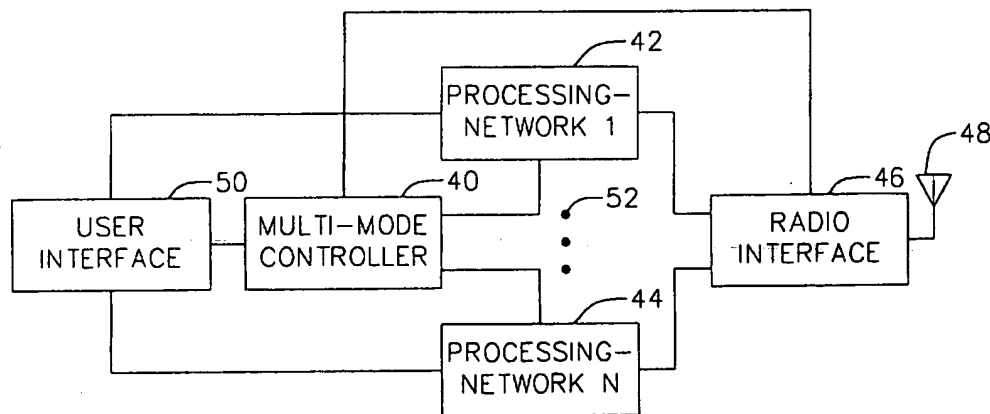 42
PROCESSING-
NETWORK 1
48
50
40
52
46
USER
INTERFACE
MULTI-MODE
CONTROLLER
RADIO
INTERFACE
44
PROCESSING-
NETWORK N